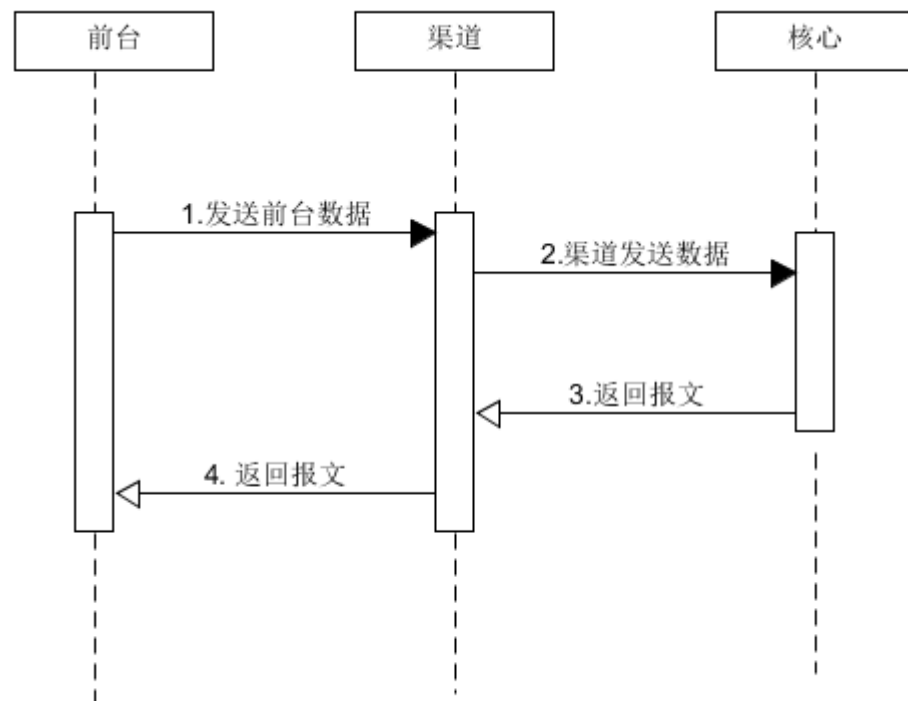 前台
渠道
核心
1.发送前台数据
2.渠道发送数据
3.返回报文
4. 返回报文